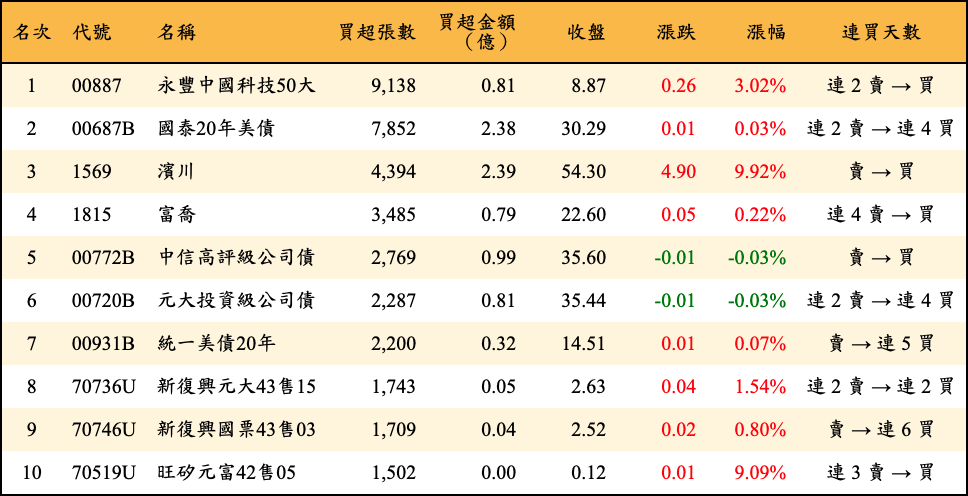 名次 代號 名稱 買超張數 買超金額（億） 收盤 漲跌 漲幅 連買天數
1 00887 永豐中國科技50大 9,138 0.81 8.87 0.26 3.02% 連 2 賣 → 買
2 00687B 國泰20年美債 7,852 2.38 30.29 0.01 0.03% 連 2 賣 → 連 4 買
3 1569 濱川 4,394 2.39 54.30 4.90 9.92% 賣 → 買
4 1815 富喬 3,485 0.79 22.60 0.05 0.22% 連 4 賣 → 買
5 00772B 中信高評級公司債 2,769 0.99 35.60 -0.01 -0.03% 賣 → 買
6 00720B 元大投資級公司債 2,287 0.81 35.44 -0.01 -0.03% 連 2 賣 → 連 4 買
7 00931B 統一美債20年 2,200 0.32 14.51 0.01 0.07% 賣 → 連 5 買
8 70736U 新復興元大43售15 1,743 0.05 2.63 0.04 1.54% 連 2 賣 → 連 2 買
9 70746U 新復興國票43售03 1,709 0.04 2.52 0.02 0.80% 賣 → 連 6 買
10 70519U 旺矽元富42售05 1,502 0.00 0.12 0.01 9.09% 連 3 賣 → 買